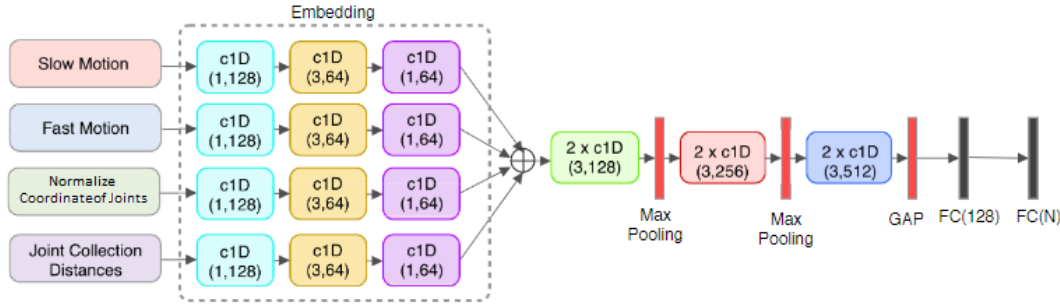 Embedding
Slow Motion
c1D
(1,128)
c1D
(3,64)
c1D
(1,64)
Fast Motion
c1D
(1,128)
c1D
(3,64)
c1D
(1,64)
Normalize
Coordinateof Joints
c1D
(1,128)
c1D
(3,64)
c1D
(1,64)
Joint Collection
Distances
c1D
(1,128)
c1D
(3,64)
c1D
(1,64)
2 x c1D
(3,128)
Max
Pooling
2 x c1D
(3,256)
Max
Pooling
2 x c1D
(3,512)
GAP
FC(128)
FC(N)